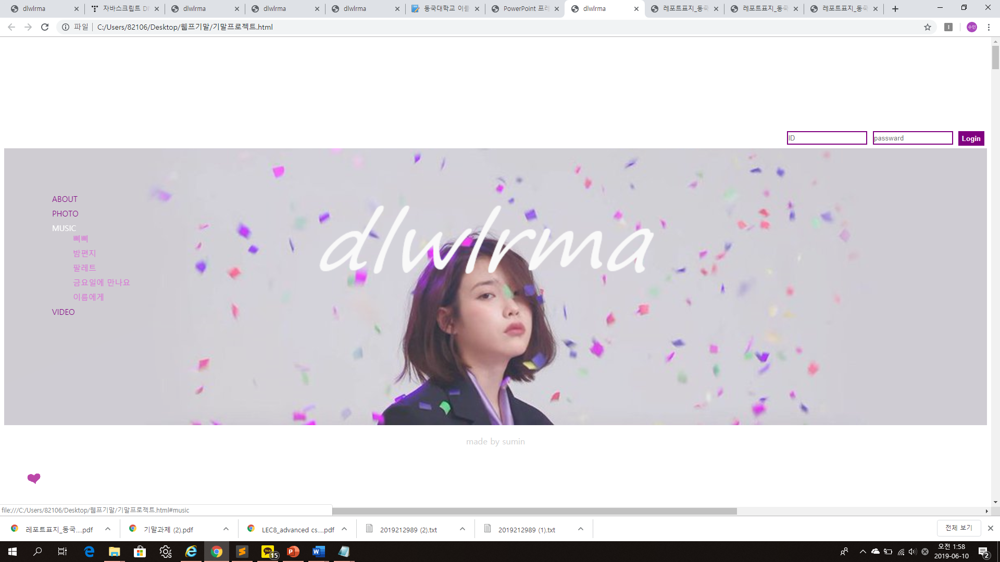 dlwlrma
자바스크립트 D
dlwlrma
dlwlrma
dlwlrma
동국대학교 이클
PowerPoint 프레
dlwlrma
레포트표지_동국
레포트표지_동국
레포트표지_동국
파일 C:/Users/82106/Desktop/웹프기말/기말프로젝트.html
수민
ID
passward
Login
ABOUT
PHOTO
MUSIC
삐삐
밤편지
팔레트
금요일에 만나요
이름에게
VIDEO
dlwlrma
made by sumin
file:///C:/Users/82106/Desktop/웹프기말/기말프로젝트.html#music
레포트표지_동국....pdf
기말과제 (2).pdf
LEC8_advanced cs....pdf
2019212989 (2).txt
2019212989 (1).txt
전체 보기
TALK
15
오전 1:58
2019-06-10
2